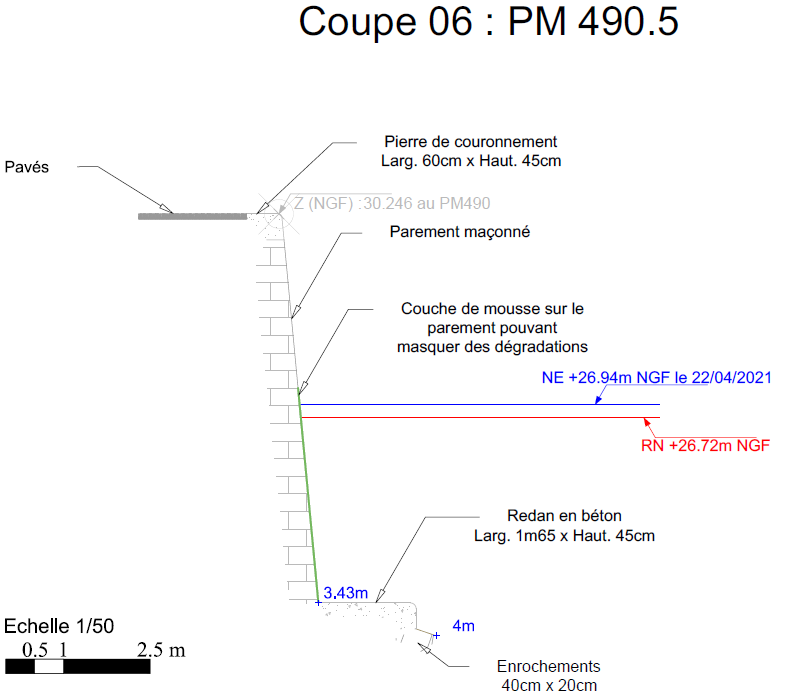 Coupe 06 : PM 490.5
Pierre de couronnement
Larg. 60cm x Haut. 45cm
Pavés
Z (NGF) :30.246 au PM490
Parement maçonné
Couche de mousse sur le
parement pouvant
masquer des dégradations
NE +26.94m NGF le 22/04/2021
RN +26.72m NGF
Redan en béton
Larg. 1m65 x Haut. 45cm
3.43m
4m
Echelle 1/50
0.5 1 2.5 m
Enrochements
40cm x 20cm